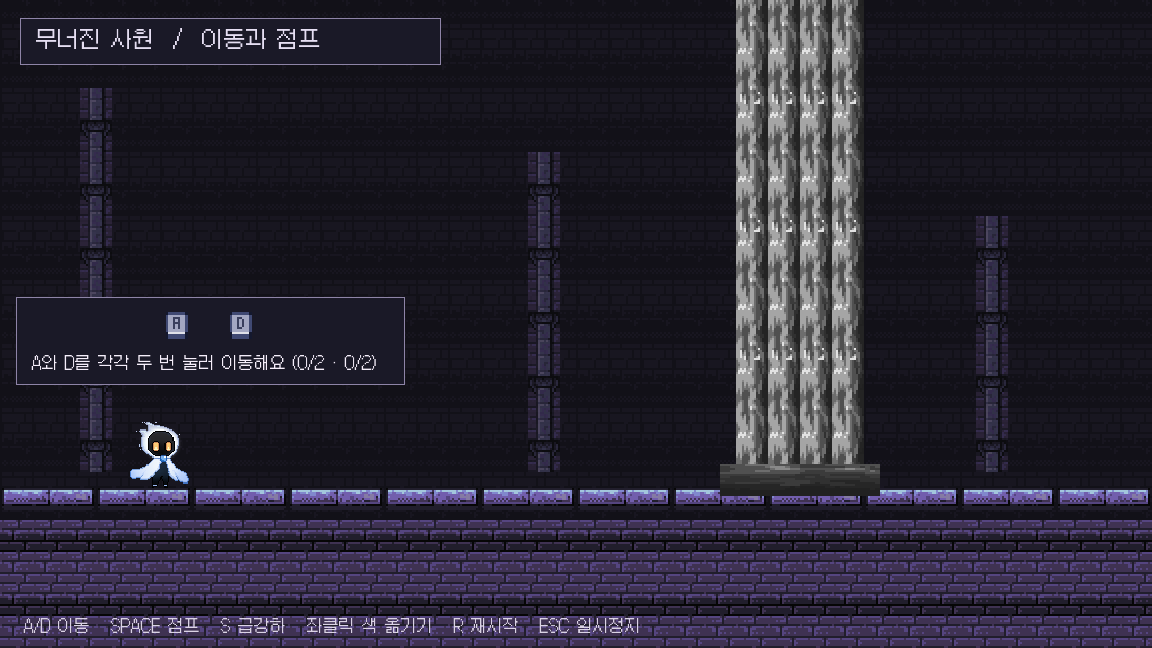 무너진 사원 / 이동과 점프
A D
A와 D를 각각 두 번 눌러 이동해요 (0/2 · 0/2)
A/D 이동 SPACE 점프 S 급강하 좌클릭 색 옮기기 R 재시작 ESC 일시정지